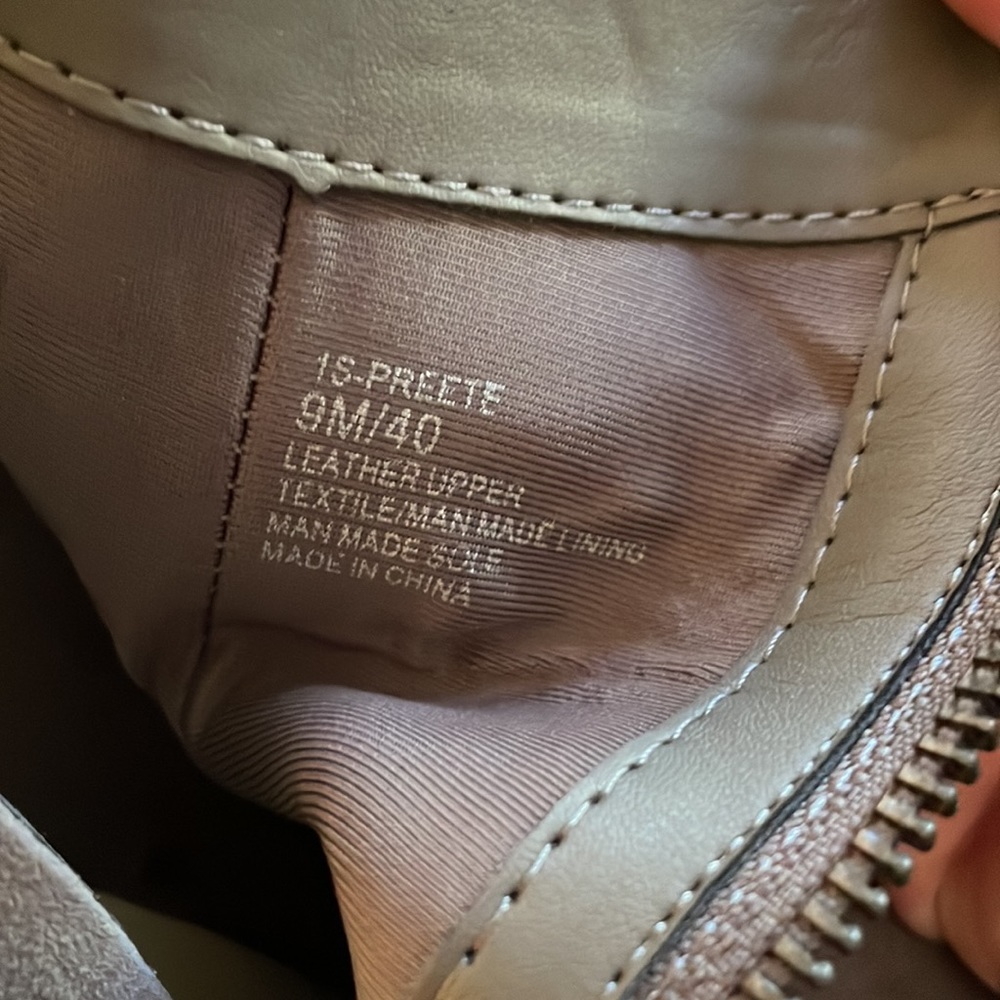 1S-PREETE
9M/40
LEATHER UPPER
TEXTILE/MAN MADE LINING
MAN MADE SOLE
MADE IN CHINA